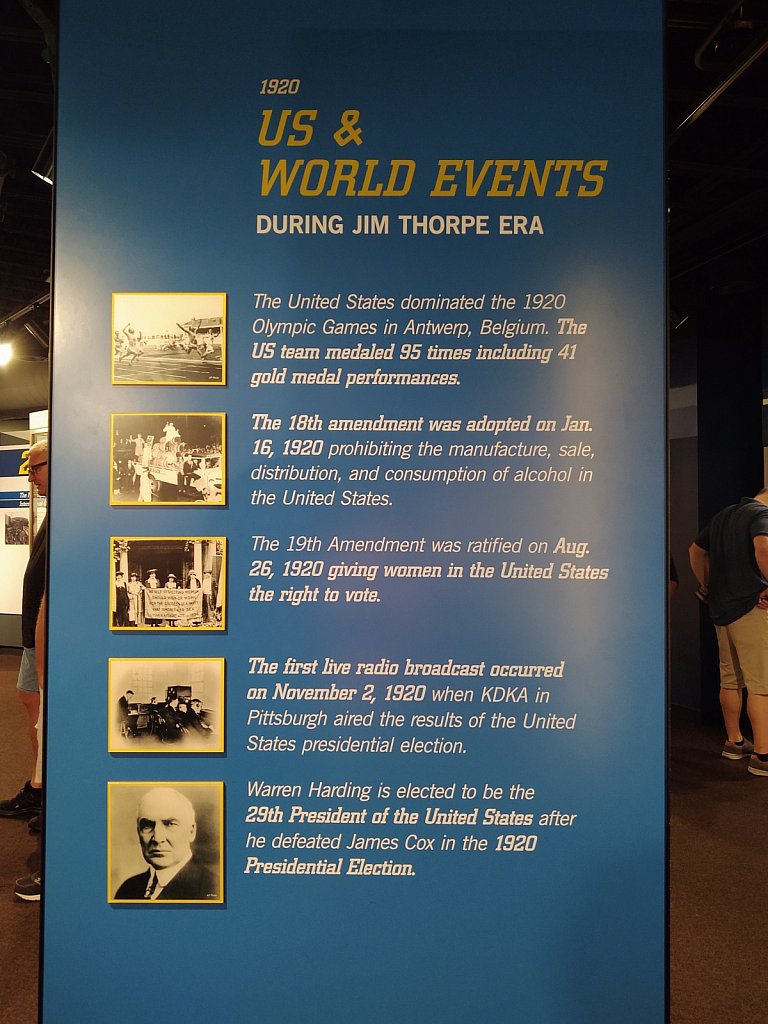 1920
US &
WORLD EVENTS
DURING JIM THORPE ERA
The United States dominated the 1920
Olympic Games in Antwerp, Belgium. The
US team medaled 95 times including 41
gold medal performances.
The 18th amendment was adopted on Jan.
16, 1920 prohibiting the manufacture, sale,
distribution, and consumption of alcohol in
the United States.
The 19th Amendment was ratified on Aug.
26, 1920 giving women in the United States
the right to vote.
The first live radio broadcast occurred
on November 2, 1920 when KDKA in
Pittsburgh aired the results of the United
States presidential election.
Warren Harding is elected to be the
29th President of the United States after
he defeated James Cox in the 1920
Presidential Election.